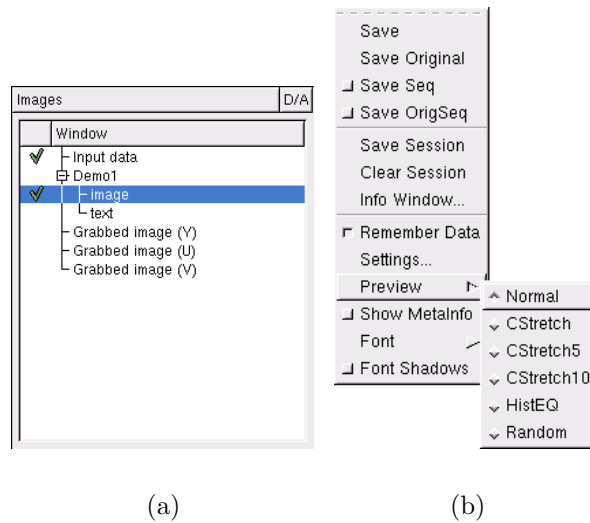 Images D/A
Window
Input data
Demo1
image
text
Grabbed image (Y)
Grabbed image (U)
Grabbed image (V)
(a)
Save
Save Original
Save Seq
Save OrigSeq
Save Session
Clear Session
Info Window...
Remember Data
Settings...
Preview
Show MetaInfo
Font
Font Shadows
Normal
CStretch
CStretch5
CStretch10
HistEQ
Random
(b)